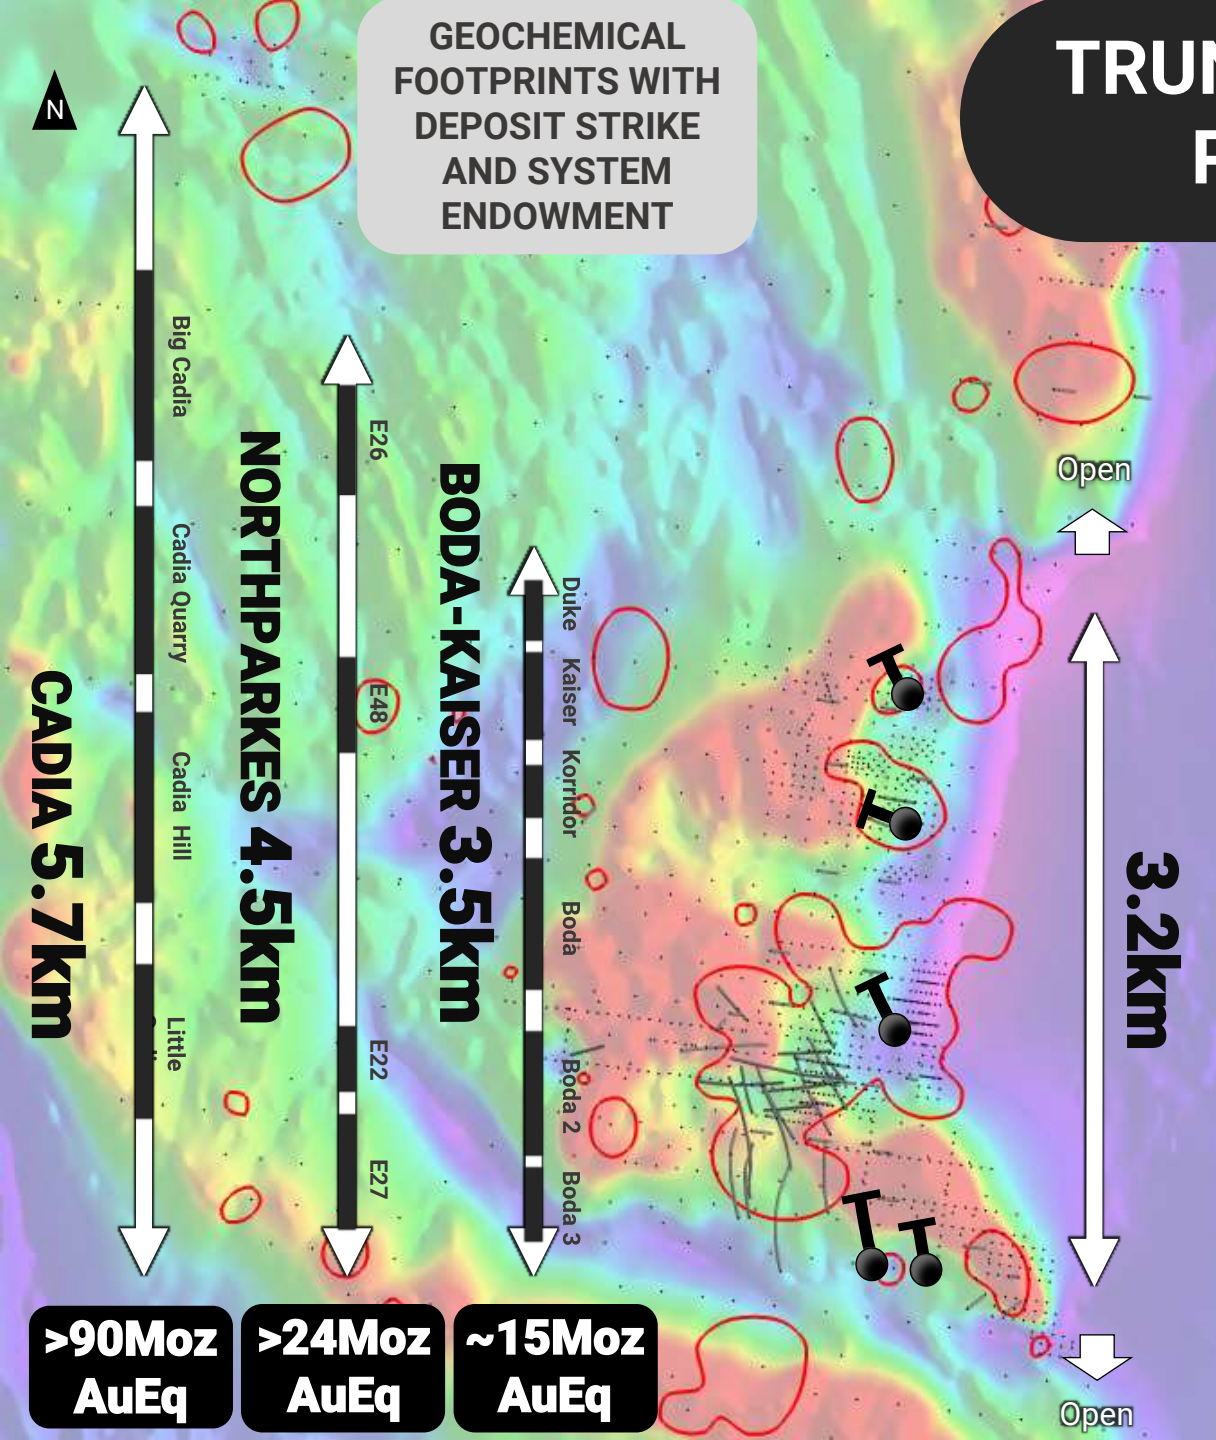 GEOCHEMICAL
FOOTPRINTS WITH
DEPOSIT STRIKE
AND SYSTEM
ENDOWMENT
N
Open
3.2km
Open
CADIA 5.7km
Big Cadia
Cadia Quarry
Cadia Hill
Little
NORTHPARKES 4.5km
E26
E48
E22
E27
BODA-KAISER 3.5km
Duke
Kaiser
Korridor
Boda
Boda 2
Boda 3
>90Moz
AuEq
>24Moz
AuEq
~15Moz
AuEq